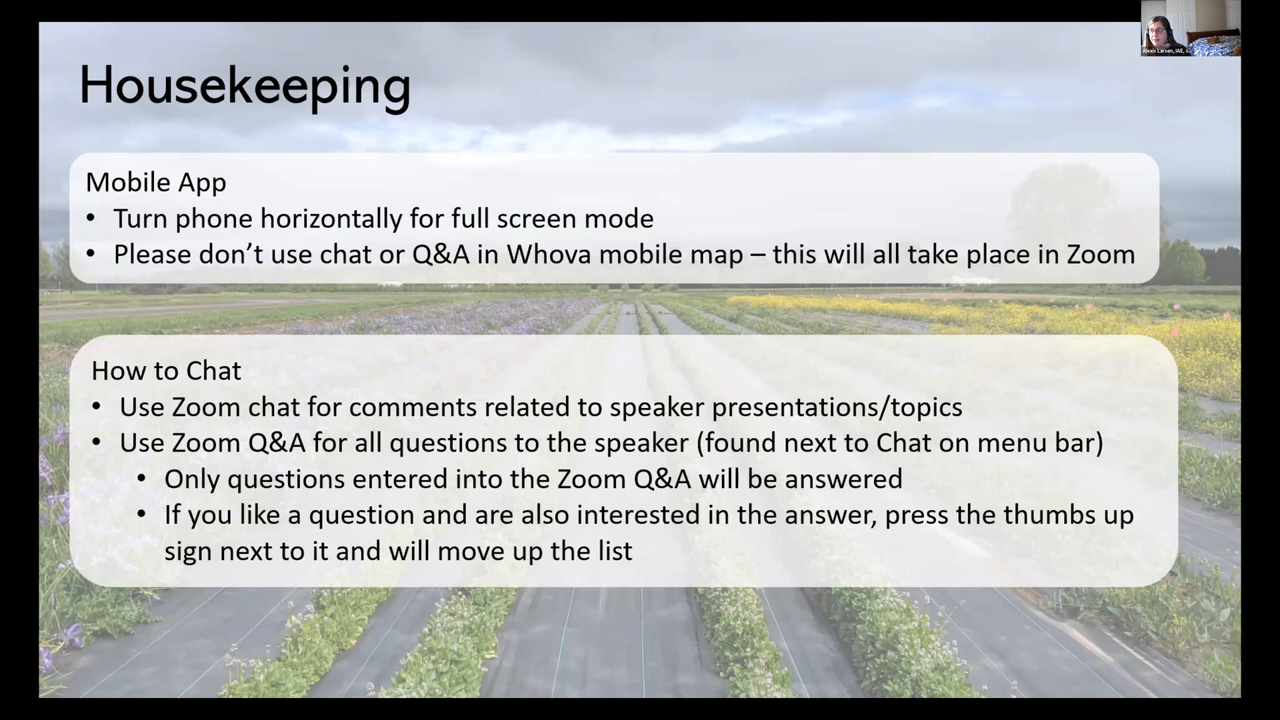 Housekeeping
Mobile App
• Turn phone horizontally for full screen mode
• Please don’t use chat or Q&A in Whova mobile map – this will all take place in Zoom
How to Chat
• Use Zoom chat for comments related to speaker presentations/topics
• Use Zoom Q&A for all questions to the speaker (found next to Chat on menu bar)
• Only questions entered into the Zoom Q&A will be answered
• If you like a question and are also interested in the answer, press the thumbs up
sign next to it and will move up the list
Alexis Larsen, IAE,